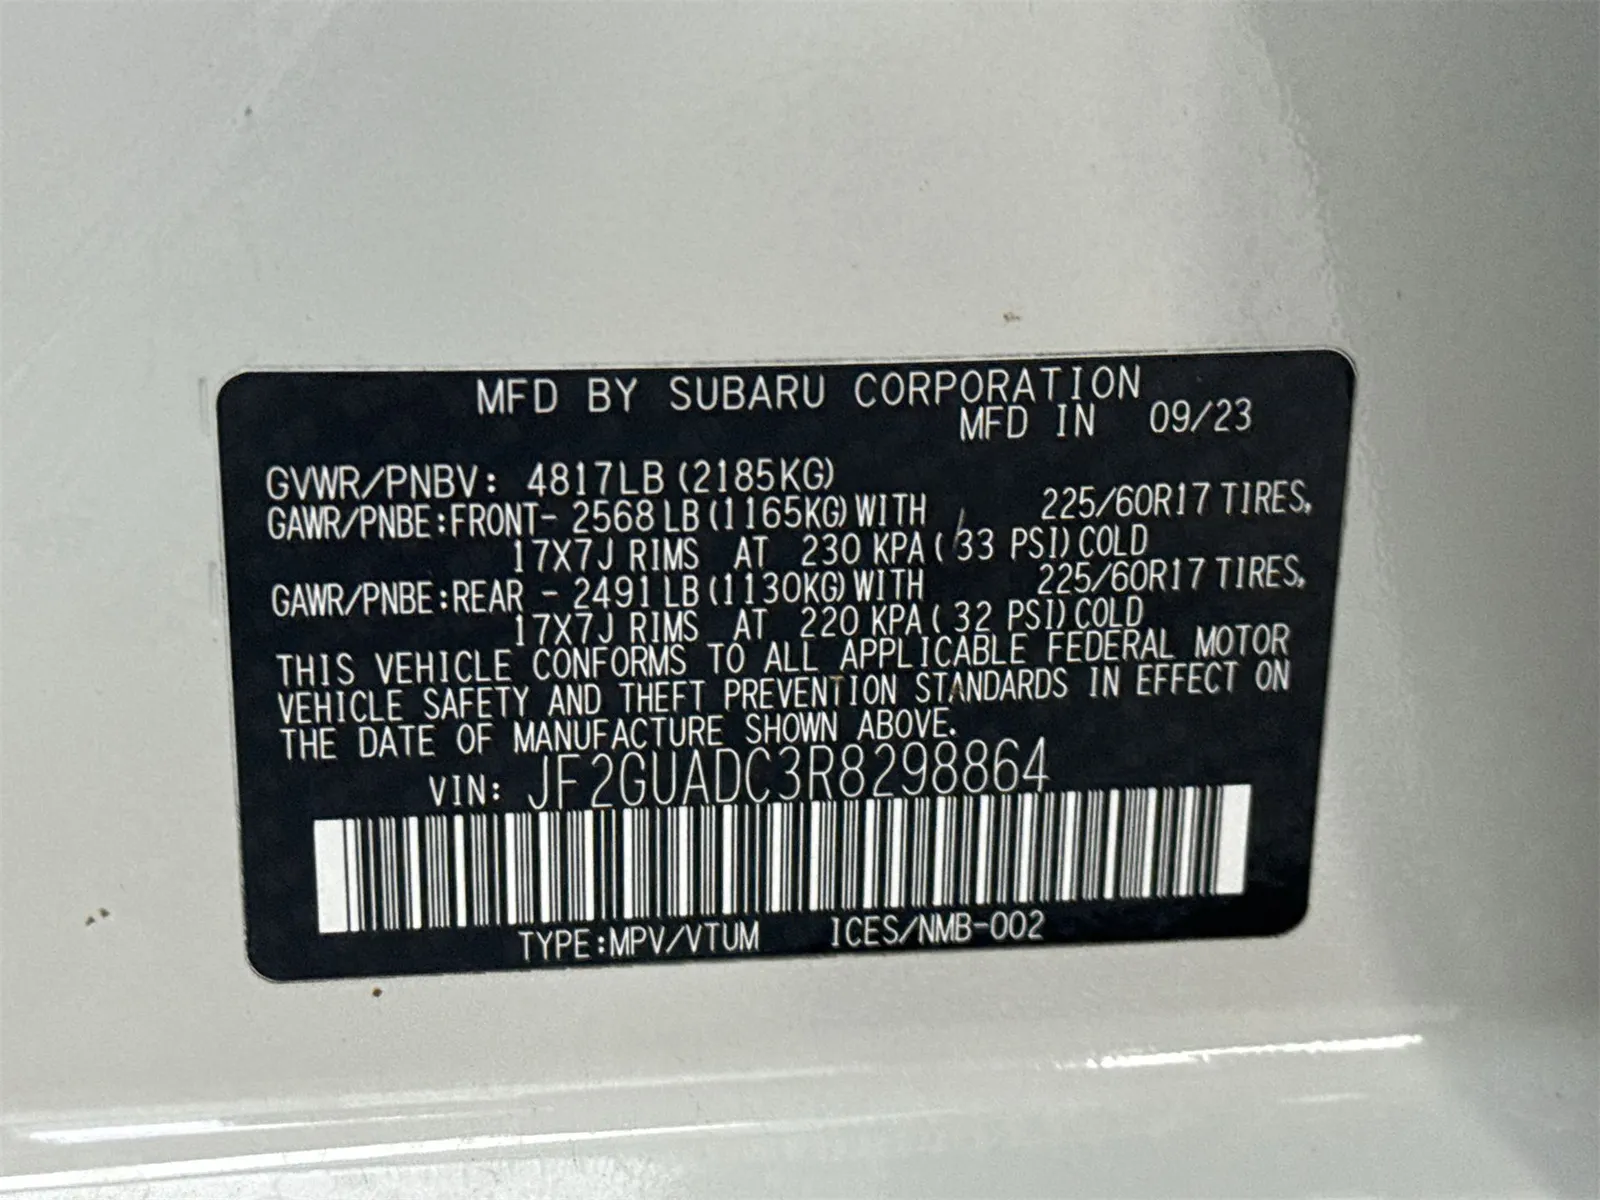 MFD BY SUBARU CORPORATION
MFD IN 09/23
GVWR/PNBV: 4817LB (2185KG)
GAWR/PNBE:FRONT- 2568 LB (1165KG) WITH 225/60R17 TIRES,
17X7J RIMS AT 230 KPA ( 33 PSI) COLD
GAWR/PNBE:REAR - 2491 LB (1130KG) WITH 225/60R17 TIRES,
17X7J RIMS AT 220 KPA ( 32 PSI) COLD
THIS VEHICLE CONFORMS TO ALL APPLICABLE FEDERAL MOTOR
VEHICLE SAFETY AND THEFT PREVENTION STANDARDS IN EFFECT ON
THE DATE OF MANUFACTURE SHOWN ABOVE.
VIN: JF2GUADC3R8298864
TYPE:MPV/VTUM ICES/NMB-002